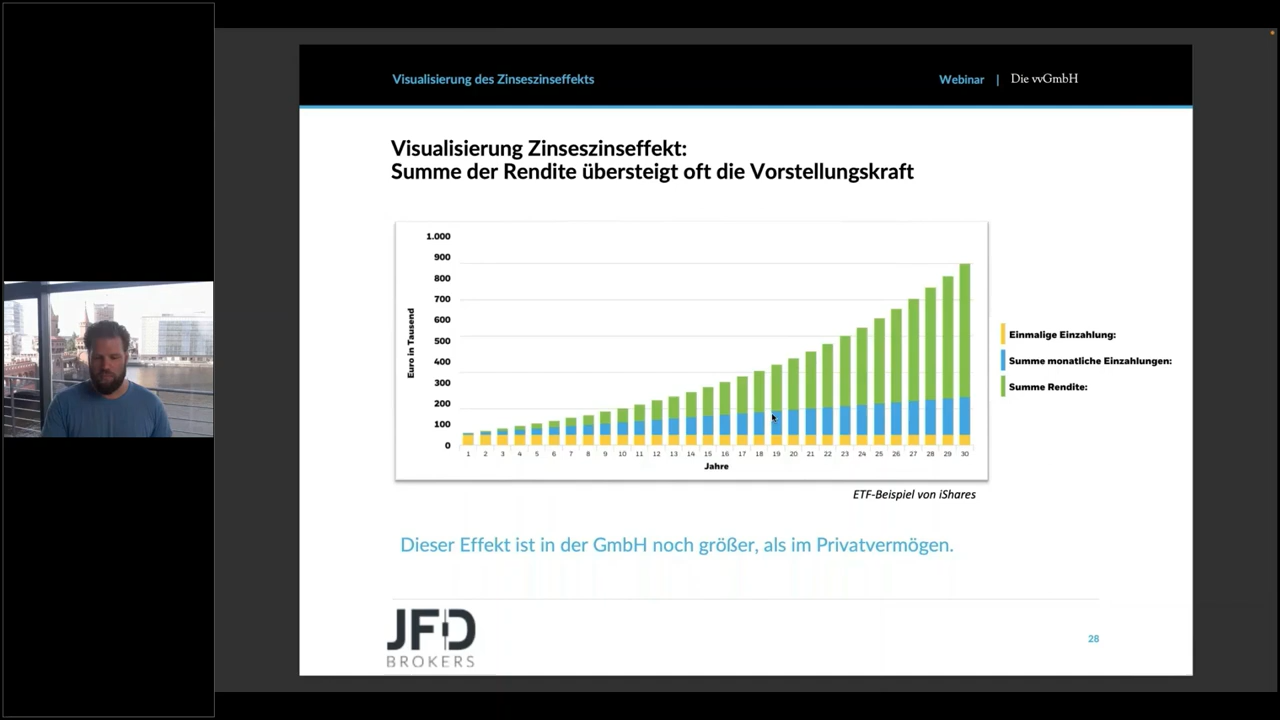 Visualisierung des Zinseszinseffekts
Webinar | Die vvGmbH
Visualisierung Zinseszinseffekt:
Summe der Rendite übersteigt oft die Vorstellungskraft
1.000
900
800
700
600
500
400
300
200
100
0
Euro in Tausend
1 2 3 4 5 6 7 8 9 10 11 12 13 14 15 16 17 18 19 20 21 22 23 24 25 26 27 28 29 30
Jahre
Einmalige Einzahlung:
Summe monatliche Einzahlungen:
Summe Rendite:
ETF-Beispiel von iShares
Dieser Effekt ist in der GmbH noch größer, als im Privatvermögen.
JFD
BROKERS
28